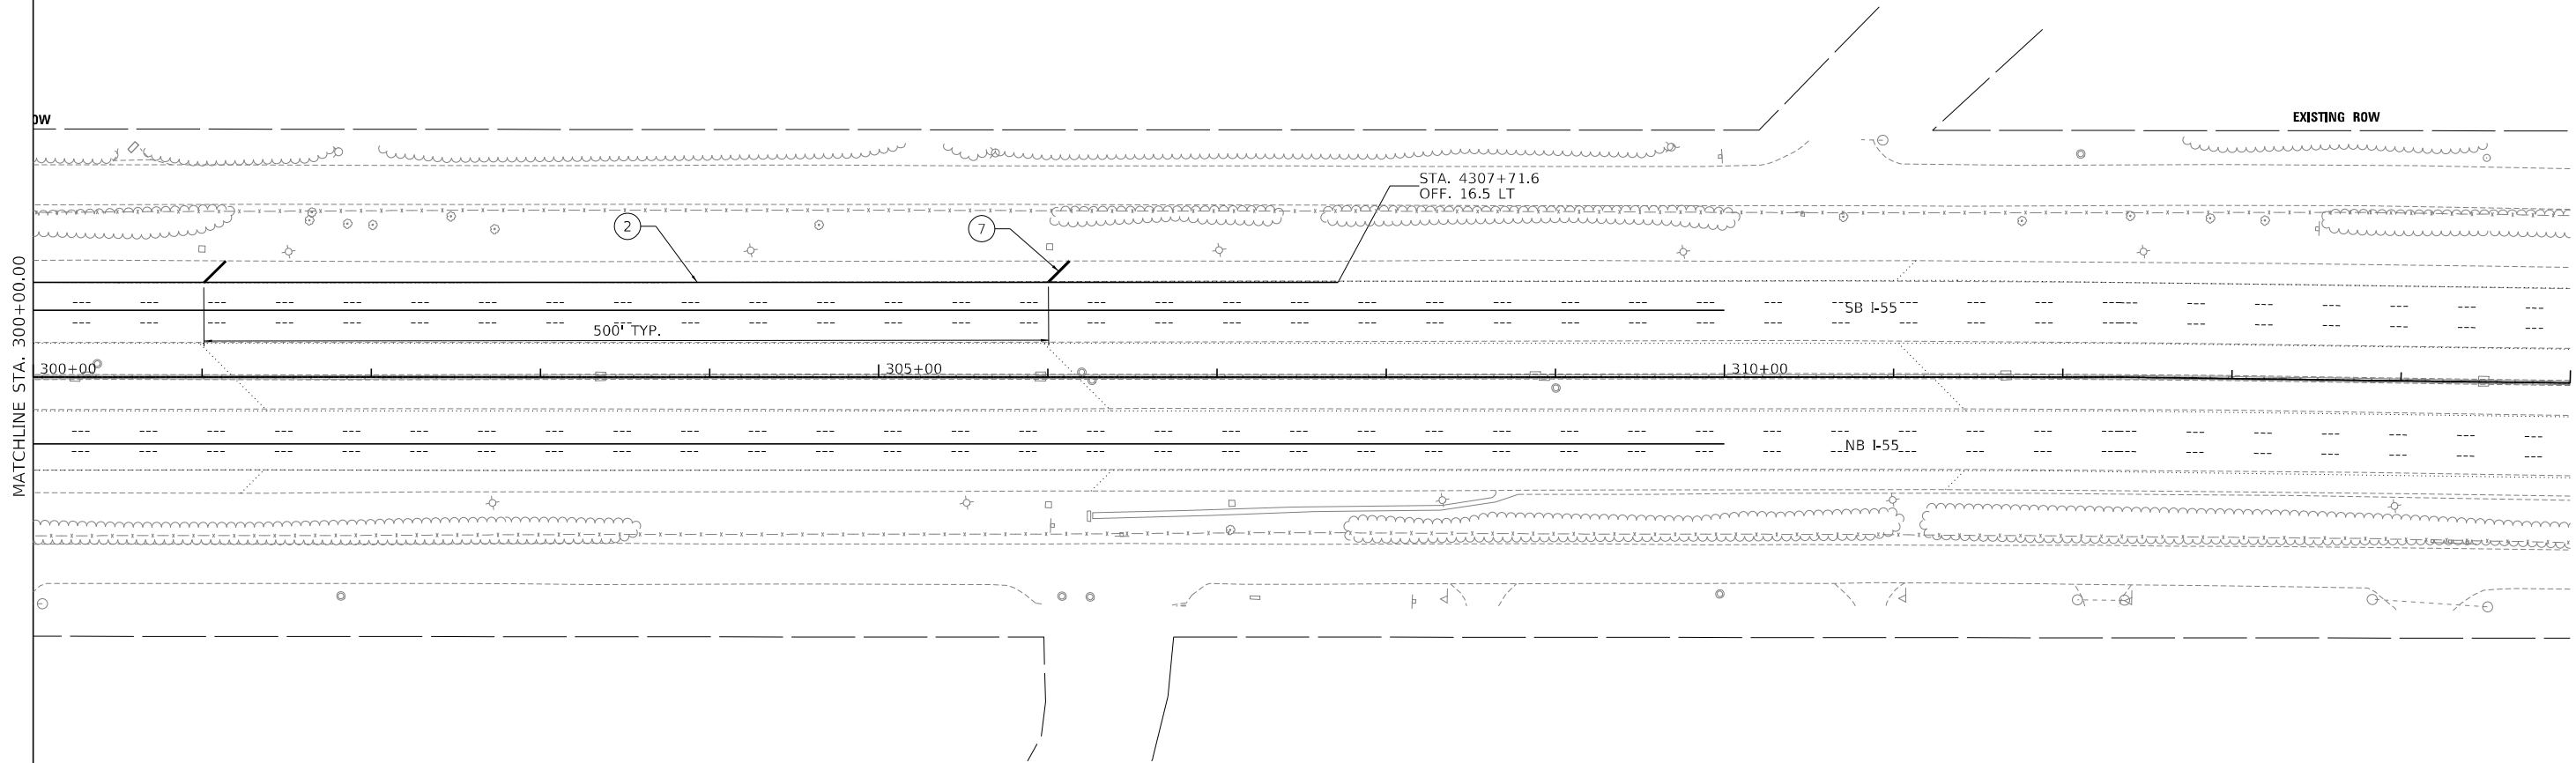 OW
EXISTING ROW
STA. 4307+71.6
OFF. 16.5 LT
2
7
MATCHLINE STA. 300+00.00
SB I-55
500' TYP.
300+00
305+00
310+00
NB I-55